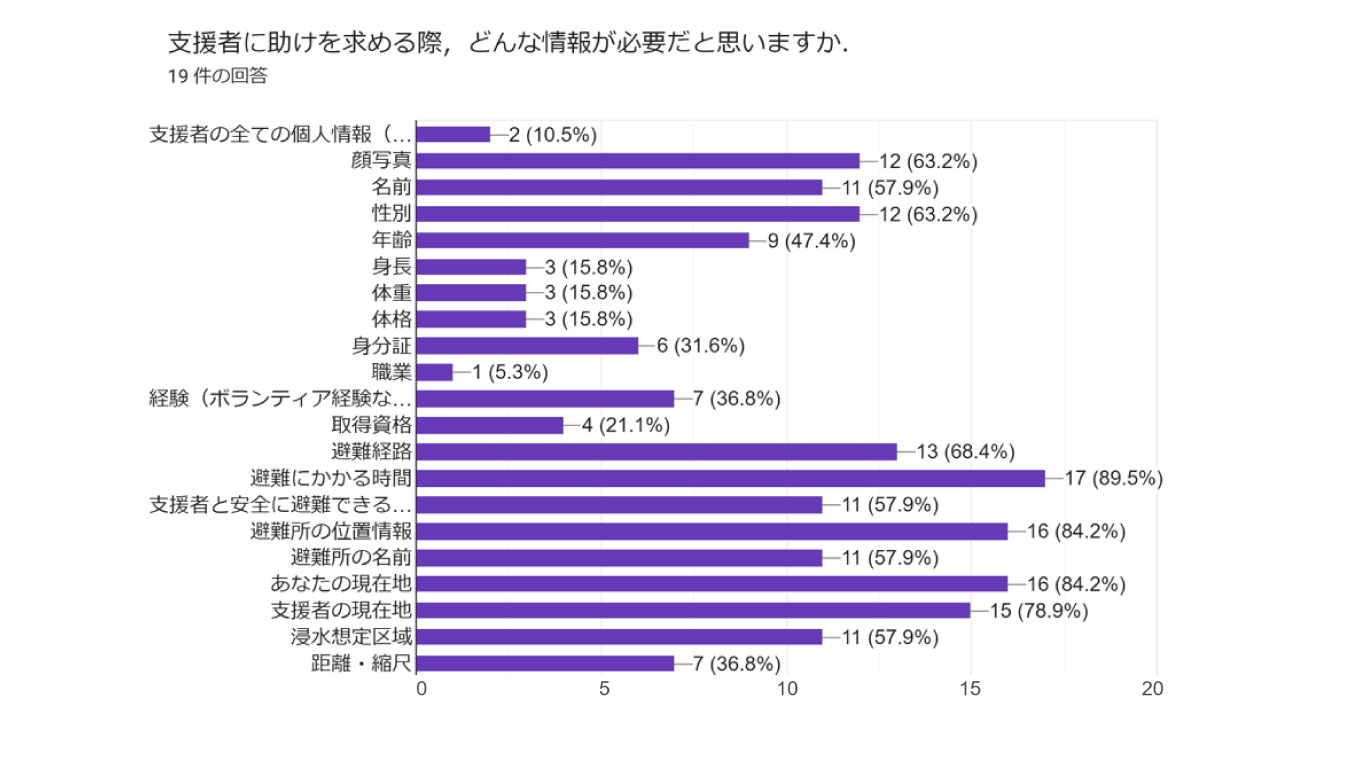 支援者に助けを求める際，どんな情報が必要だと思いますか.
19 件の回答
支援者の全ての個人情報（… 2 (10.5%)
顔写真 12 (63.2%)
名前 11 (57.9%)
性別 12 (63.2%)
年齢 9 (47.4%)
身長 3 (15.8%)
体重 3 (15.8%)
体格 3 (15.8%)
身分証 6 (31.6%)
職業 1 (5.3%)
経験（ボランティア経験な… 7 (36.8%)
取得資格 4 (21.1%)
避難経路 13 (68.4%)
避難にかかる時間 17 (89.5%)
支援者と安全に避難できる… 11 (57.9%)
避難所の位置情報 16 (84.2%)
避難所の名前 11 (57.9%)
あなたの現在地 16 (84.2%)
支援者の現在地 15 (78.9%)
浸水想定区域 11 (57.9%)
距離・縮尺 7 (36.8%)
0 5 10 15 20